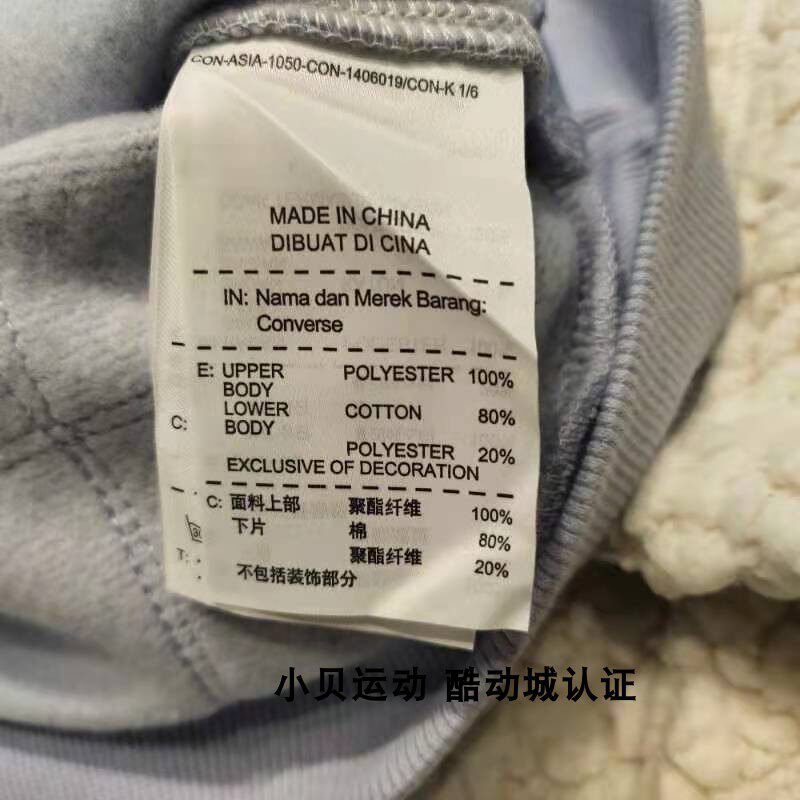 CON-ASIA-1050-CON-1406019/CON-K 1/6
MADE IN CHINA
DIBUAT DI CINA
IN: Nama dan Merek Barang:
Converse
E: UPPER BODY POLYESTER 100%
C: LOWER BODY COTTON 80%
POLYESTER 20%
EXCLUSIVE OF DECORATION
C: 面料上部 聚酯纤维 100%
下片 棉 80%
T: 聚酯纤维 20%
不包括装饰部分
小贝运动 酷动城认证